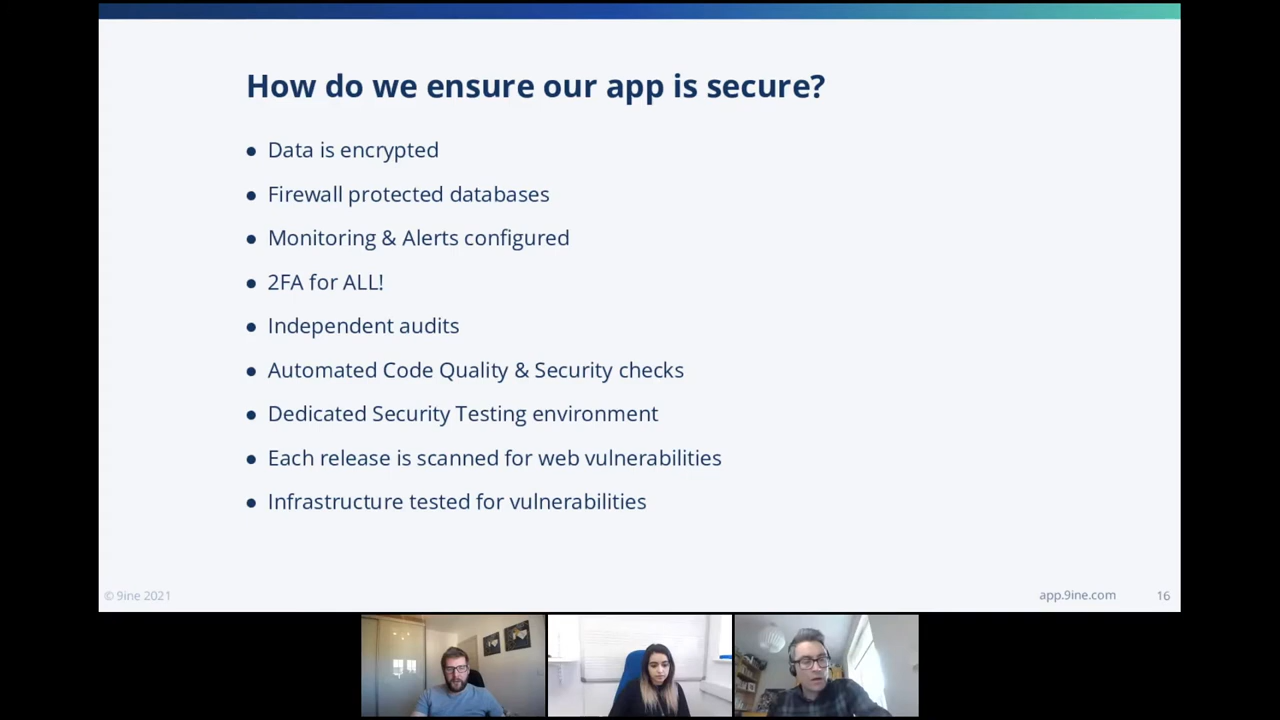 How do we ensure our app is secure?
● Data is encrypted
● Firewall protected databases
● Monitoring & Alerts configured
● 2FA for ALL!
● Independent audits
● Automated Code Quality & Security checks
● Dedicated Security Testing environment
● Each release is scanned for web vulnerabilities
● Infrastructure tested for vulnerabilities
© 9ine 2021
app.9ine.com
16